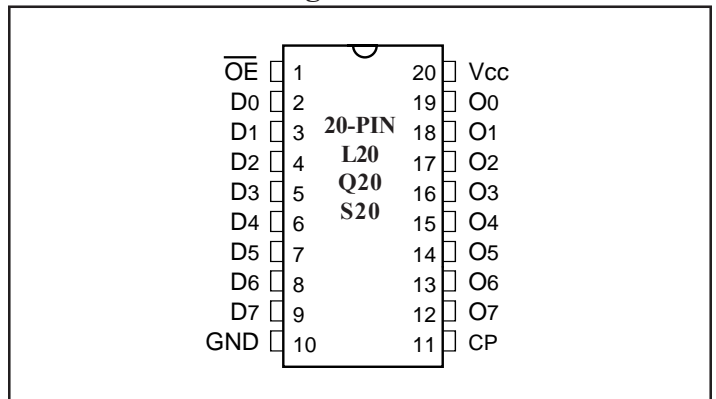 OE 1 20 Vcc
D0 2 19 O0
D1 3 20-PIN 18 O1
D2 4 L20 17 O2
D3 5 Q20 16 O3
D4 6 S20 15 O4
D5 7 14 O5
D6 8 13 O6
D7 9 12 O7
GND 10 11 CP